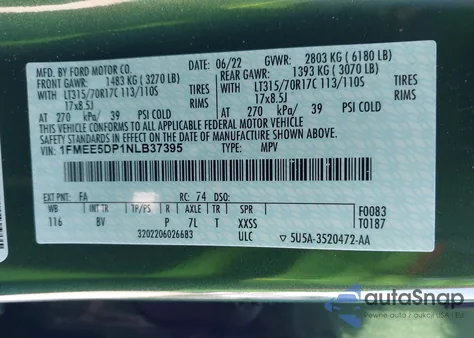 MFD. BY FORD MOTOR CO. 06/22 GVWR: 2803 KG ( 6180 LB)
FRONT GAWR: 1483 KG ( 3270 LB) REAR GAWR: 1393 KG ( 3070 LB)
WITH LT315/70R17C 113/110S TIRES WITH LT315/70R17C 113/110S TIRES
17x8.5J RIMS 17x8.5J RIMS
AT 270 kPa/ 39 PSI COLD AT 270 kPa/ 39 PSI COLD
THIS VEHICLE CONFORMS TO ALL APPLICABLE FEDERAL MOTOR VEHICLE
SAFETY STANDARDS IN EFFECT ON THE DATE OF MANUFACTURE SHOWN ABOVE.
VIN: 1FMEE5DP1NLB37395 TYPE: MPV
EXT PNT: FA RC: 74 DSO:
WB INT TR TP/PS R AXLE TR SPR F0083
116 BV P 7L T XXSS T0187
3202206026683 ULC ▽ 5U5A-3520472-AA
autoSnap
Zdjęcia - aukcje USA i EU